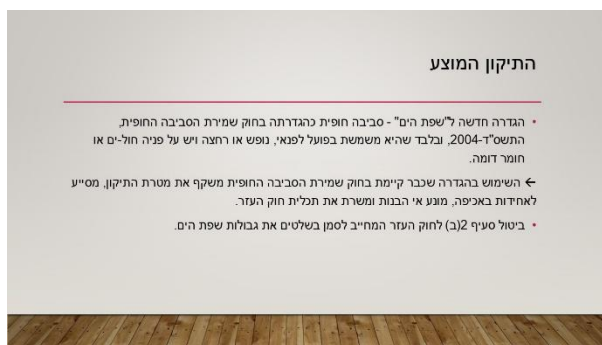 התיקון המוצע
• הגדרה חדשה ל"שפת הים" - סביבה חופית כהגדרתה בחוק שמירת הסביבה החופית,
התשס"ד-2004, ובלבד שהיא משמשת בפועל לפנאי, נופש או רחצה ויש על פניה חול-ים או
חומר דומה.
← השימוש בהגדרה שכבר קיימת בחוק שמירת הסביבה החופית משקף את מטרת התיקון, מסייע
לאחידות באכיפה, מונע אי הבנות ומשרת את תכלית חוק העזר.
• ביטול סעיף 2(ב) לחוק העזר המחייב לסמן בשלטים את גבולות שפת הים.